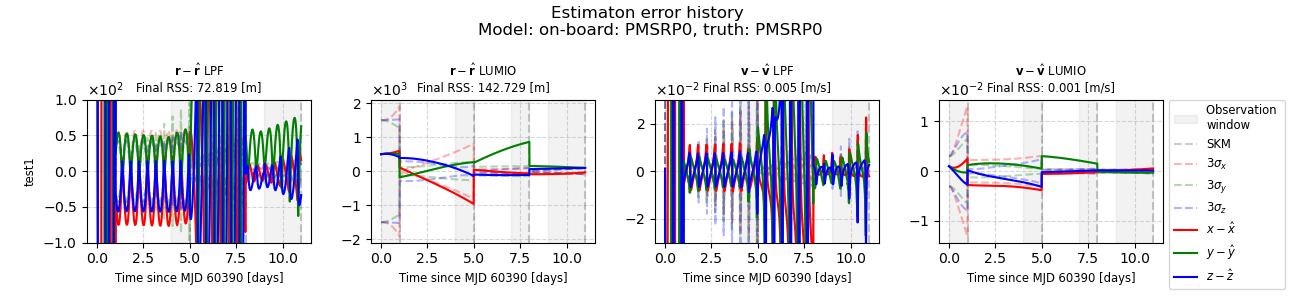 Estimaton error history
Model: on-board: PMSRP0, truth: PMSRP0
r − r̂ LPF
×10² Final RSS: 72.819 [m]
1.0
0.5
0.0
−0.5
−1.0
test1
0.0 2.5 5.0 7.5 10.0
Time since MJD 60390 [days]
r − r̂ LUMIO
×10³ Final RSS: 142.729 [m]
2
1
0
−1
−2
0.0 2.5 5.0 7.5 10.0
Time since MJD 60390 [days]
v − v̂ LPF
×10⁻² Final RSS: 0.005 [m/s]
2
0
−2
0.0 2.5 5.0 7.5 10.0
Time since MJD 60390 [days]
v − v̂ LUMIO
×10⁻² Final RSS: 0.001 [m/s]
1
0
−1
0.0 2.5 5.0 7.5 10.0
Time since MJD 60390 [days]
Observation
window
SKM
3σₓ
3σᵧ
3σ_z
x − x̂
y − ŷ
z − ẑ